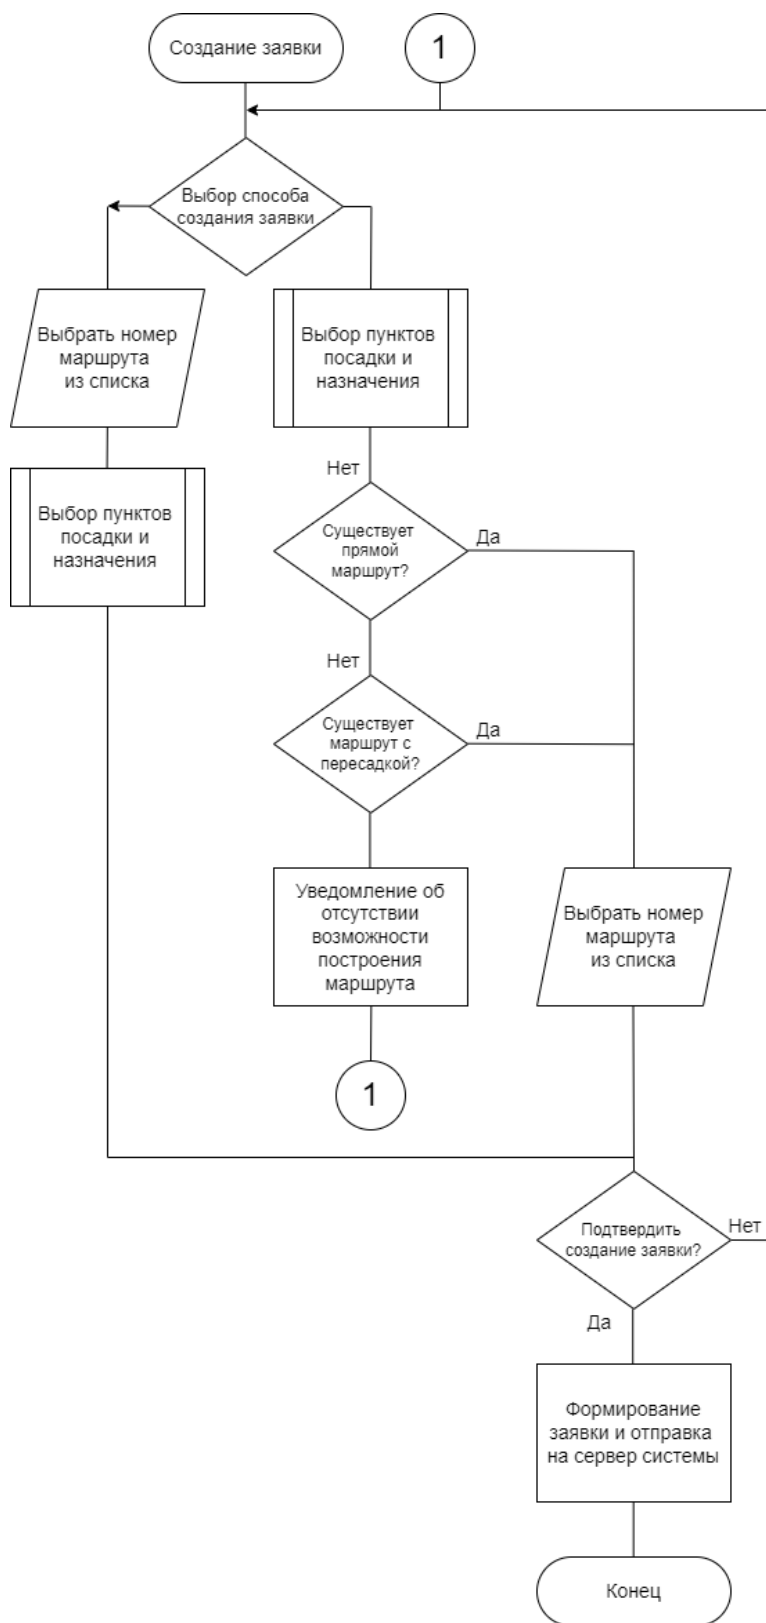 Создание заявки
1
Выбор способа
создания заявки
Выбрать номер
маршрута
из списка
Выбор пунктов
посадки и
назначения
Выбор пунктов
посадки и
назначения
Нет
Существует
прямой
маршрут?
Да
Нет
Существует
маршрут с
пересадкой?
Да
Уведомление об
отсутствии
возможности
построения
маршрута
Выбрать номер
маршрута
из списка
1
Подтвердить
создание заявки?
Нет
Да
Формирование
заявки и отправка
на сервер системы
Конец